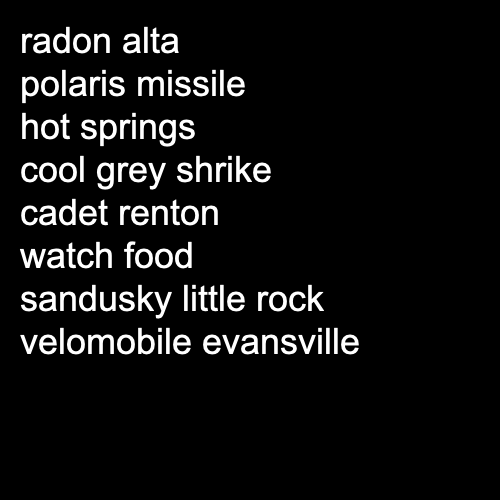 radon alta
polaris missile
hot springs
cool grey shrike
cadet renton
watch food
sandusky little rock
velomobile evansville